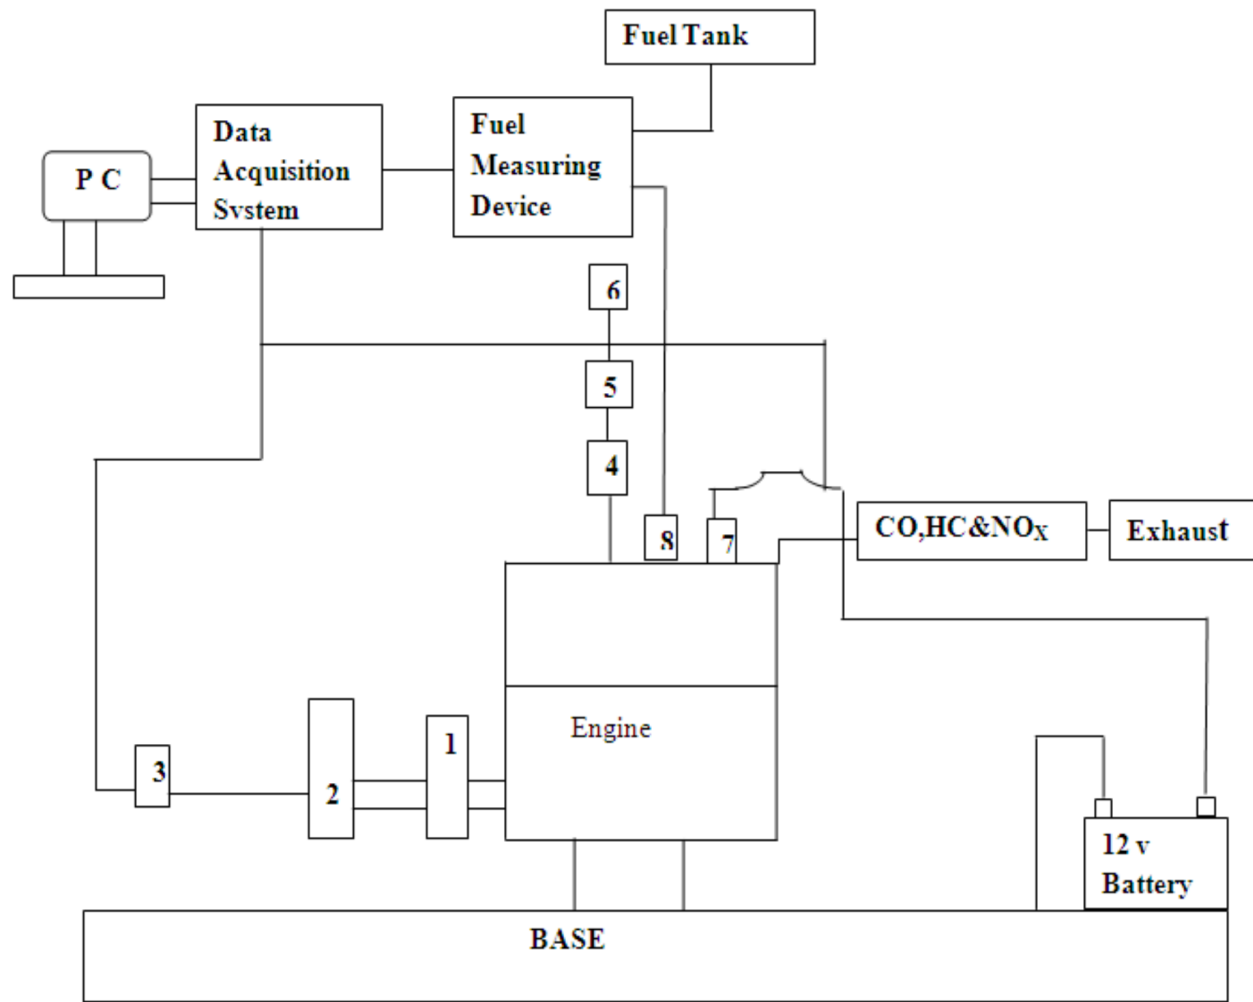 Fuel Tank
Data
Acquisition
System
Fuel
Measuring
Device
P C
6
5
4
8
7
CO,HC&NOX
Exhaust
Engine
1
2
3
12 v
Battery
BASE